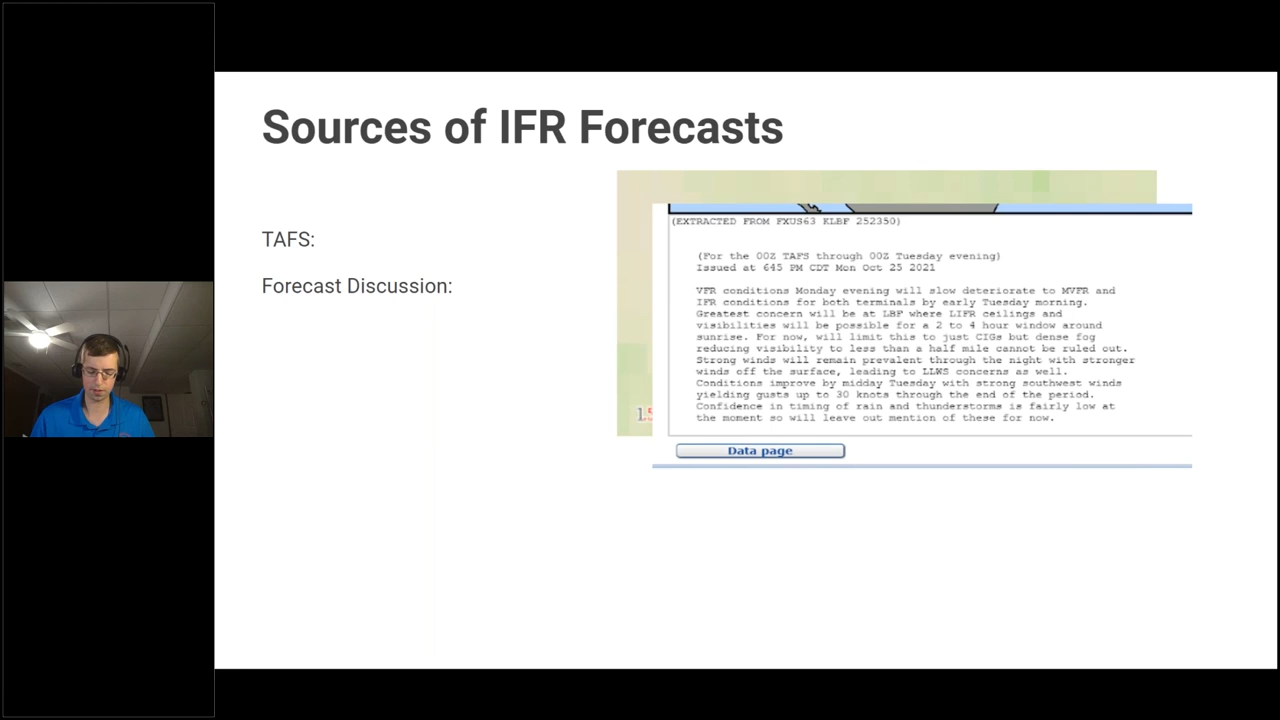 Sources of IFR Forecasts
TAFS:
Forecast Discussion:
(EXTRACTED FROM FXUS63 KLBF 252350)
(For the 00Z TAFS through 00Z Tuesday evening)
Issued at 645 PM CDT Mon Oct 25 2021
VFR conditions Monday evening will slow deteriorate to MVFR and
IFR conditions for both terminals by early Tuesday morning.
Greatest concern will be at LBF where LIFR ceilings and
visibilities will be possible for a 2 to 4 hour window around
sunrise. For now, will limit this to just CIGs but dense fog
reducing visibility to less than a half mile cannot be ruled out.
Strong winds will remain prevalent through the night with stronger
winds off the surface, leading to LLWS concerns as well.
Conditions improve by midday Tuesday with strong southwest winds
yielding gusts up to 30 knots through the end of the period.
Confidence in timing of rain and thunderstorms is fairly low at
the moment so will leave out mention of these for now.
Data page